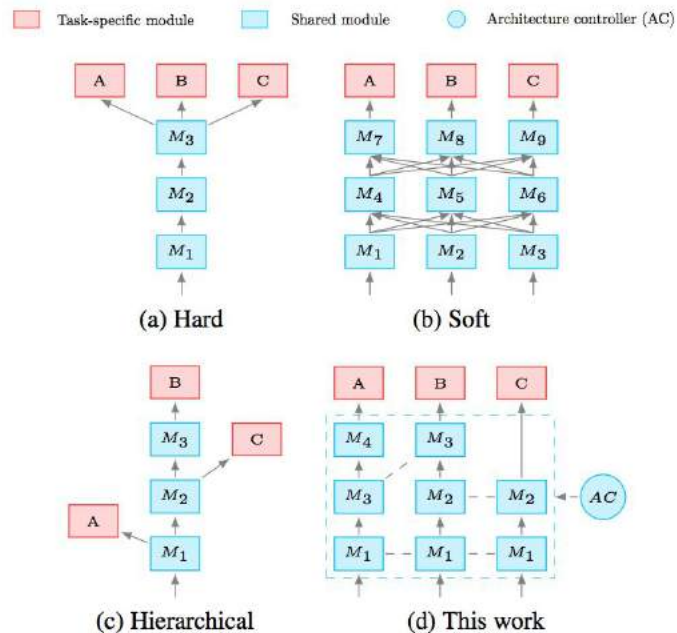 Task-specific module Shared module Architecture controller (AC)
A B C A B C
M3 M7 M8 M9
M2 M4 M5 M6
M1 M1 M2 M3
(a) Hard (b) Soft
B A B C
M3 C M4 M3
M2 M3 M2 M2 AC
A M1 M1 M1 M1
(c) Hierarchical (d) This work